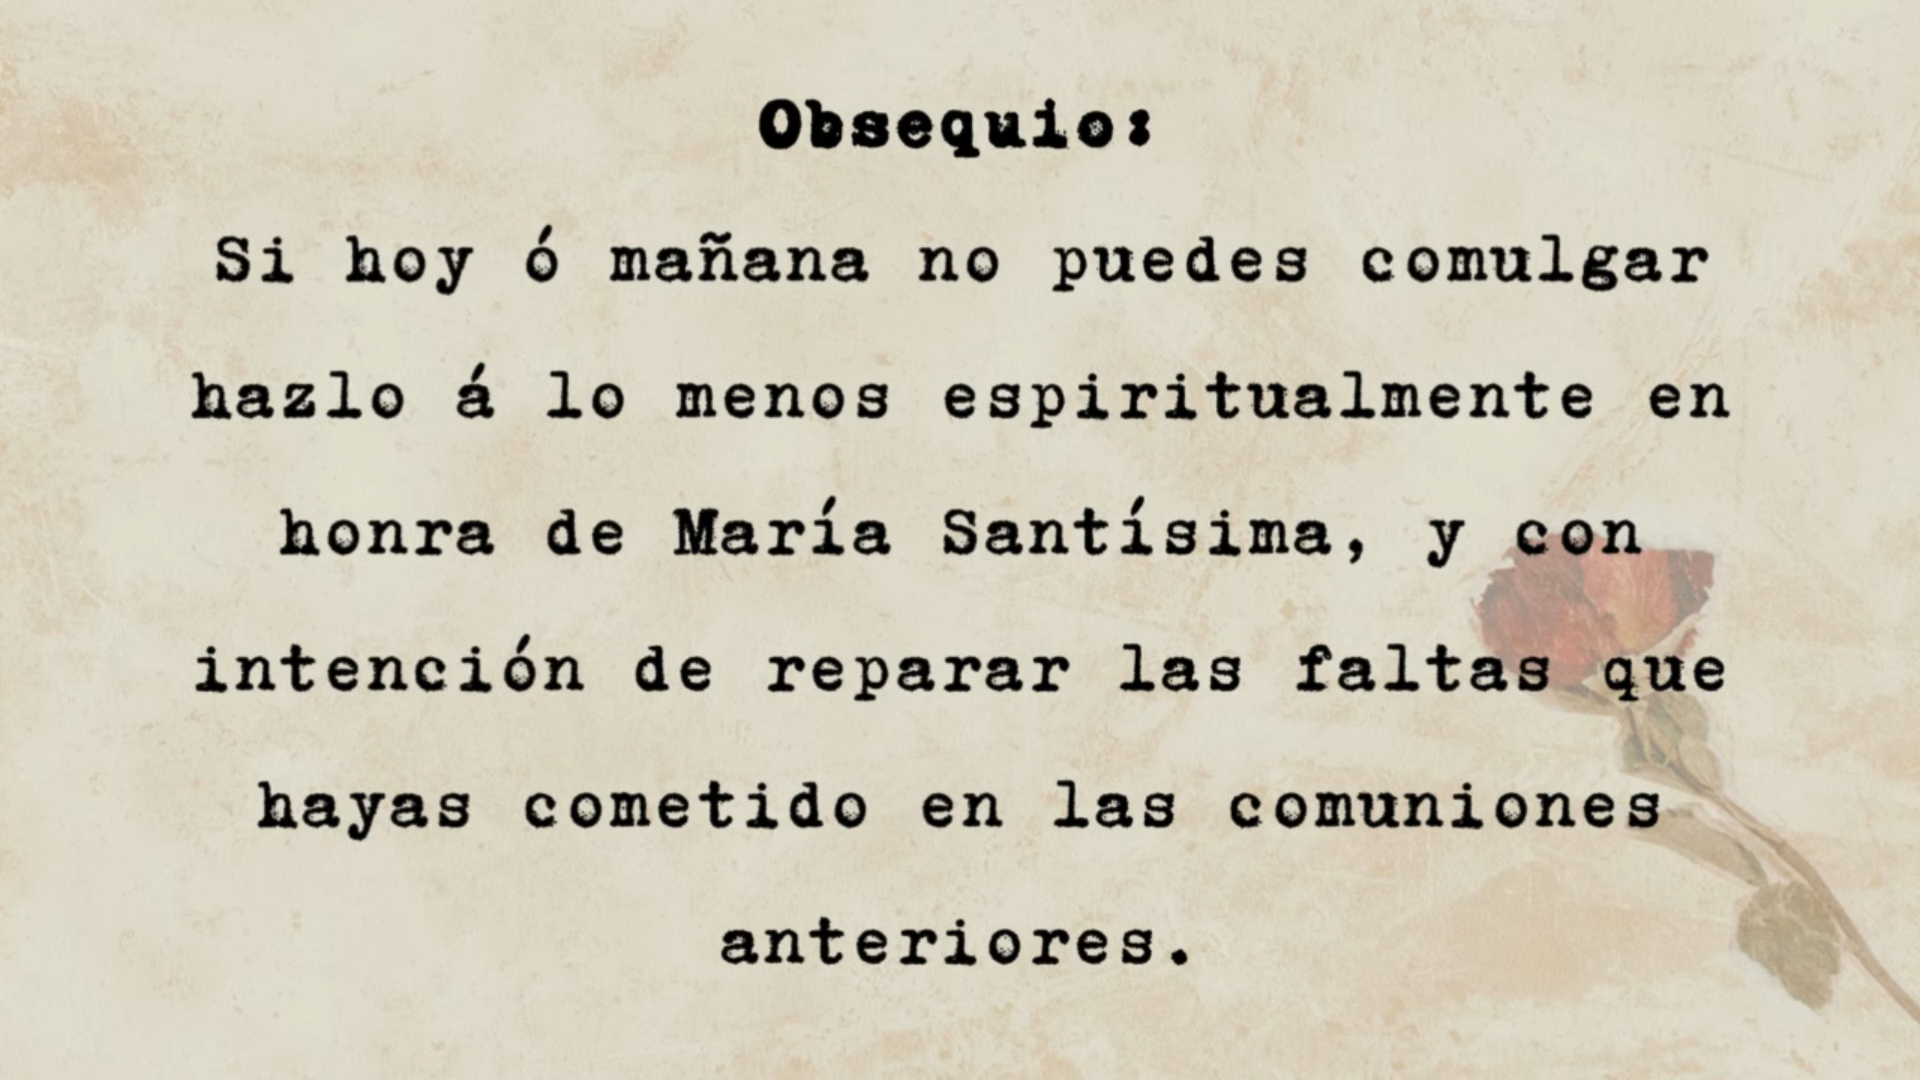 Obsequio:
Si hoy ó mañana no puedes comulgar
hazlo á lo menos espiritualmente en
honra de María Santísima, y con
intención de reparar las faltas que
hayas cometido en las comuniones
anteriores.